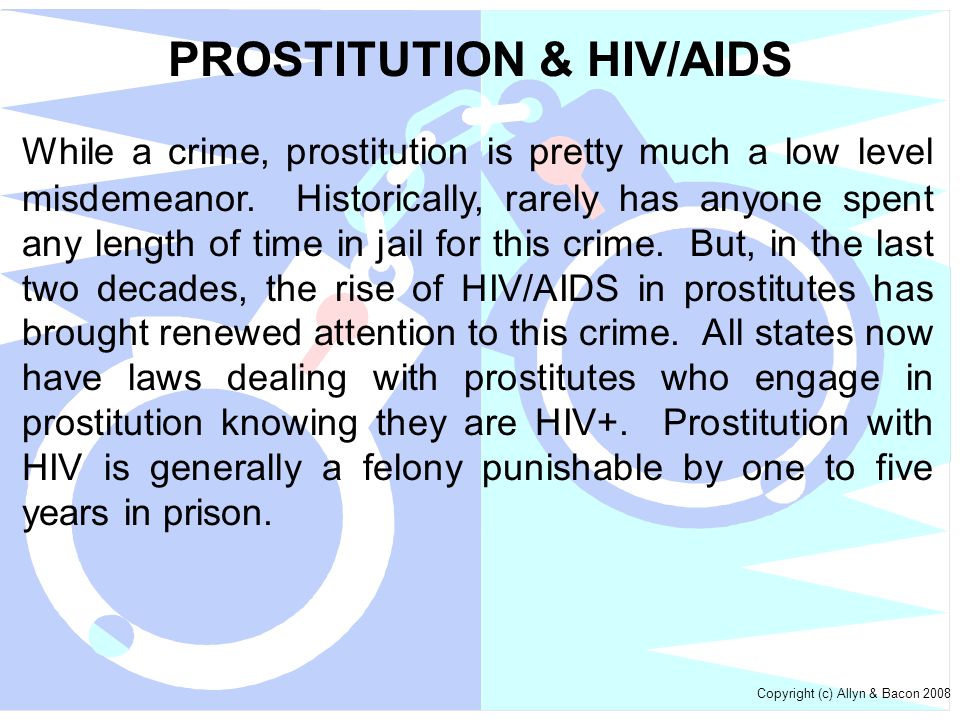 PROSTITUTION & HIV/AIDS
While a crime, prostitution is pretty much a low level
misdemeanor. Historically, rarely has anyone spent
any length of time in jail for this crime. But, in the last
two decades, the rise of HIV/AIDS in prostitutes has
brought renewed attention to this crime. All states now
have laws dealing with prostitutes who engage in
prostitution knowing they are HIV+. Prostitution with
HIV is generally a felony punishable by one to five
years in prison.
Copyright (c) Allyn & Bacon 2008